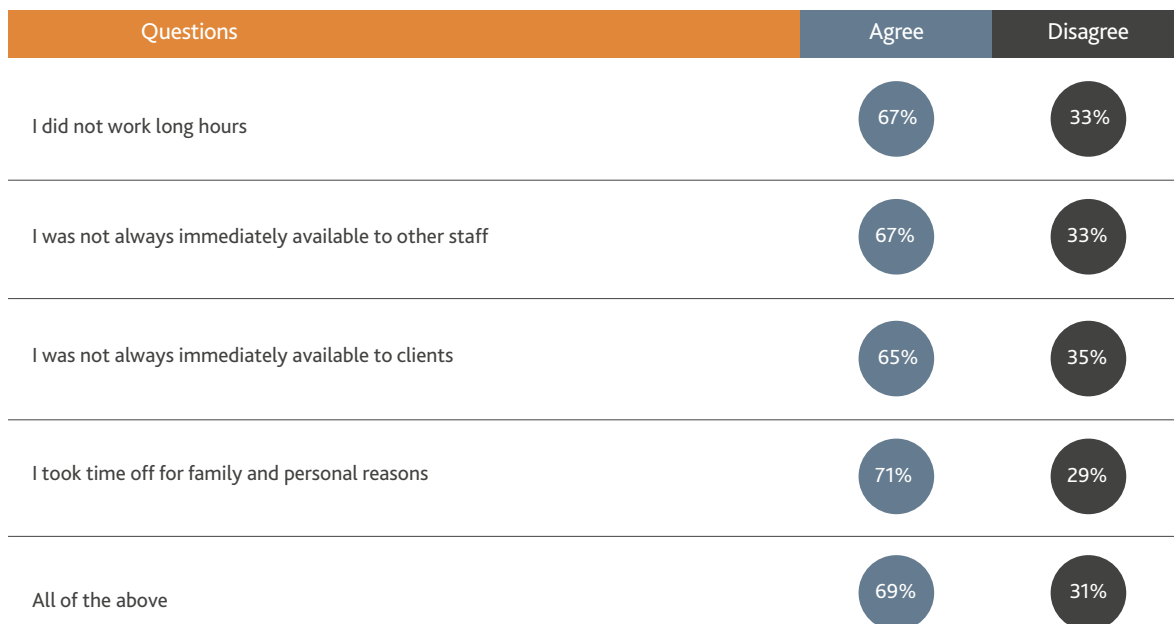 Questions Agree Disagree
I did not work long hours 67% 33%
I was not always immediately available to other staff 67% 33%
I was not always immediately available to clients 65% 35%
I took time off for family and personal reasons 71% 29%
All of the above 69% 31%